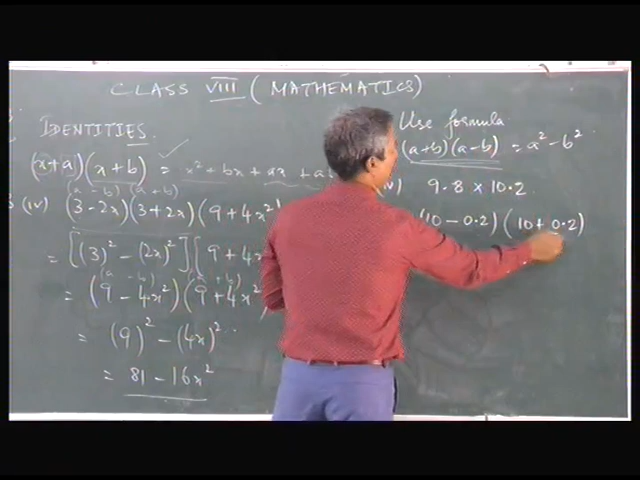 CLASS VIII (MATHEMATICS)
IDENTITIES.
(x+a)(x+b) = x² + bx + ax + a
(a - b) (a + b)
(iv) (3-2x)(3+2x)(9+4x²)
= [(3)² - (2x)²][9+4x
(a - b) (a + b)
= (9 - 4x²)(9+4x²
= (9)² - (4x)².
= 81 - 16x²
Use formula
(a+b)(a-b) = a² - b²
v) 9.8 × 10.2
(10 - 0.2)(10 + 0.2)